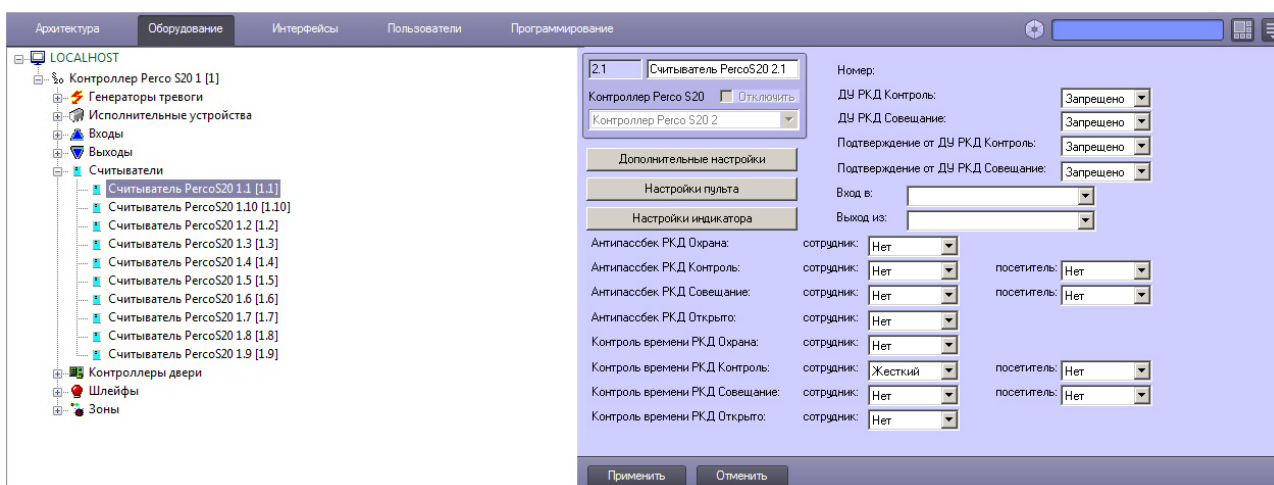 Архитектура Оборудование Интерфейсы Пользователи Программирование
LOCALHOST
Контроллер Perco S20 1 [1]
Генераторы тревоги
Исполнительные устройства
Входы
Выходы
Считыватели
Считыватель PercoS20 1.1 [1.1]
Считыватель PercoS20 1.10 [1.10]
Считыватель PercoS20 1.2 [1.2]
Считыватель PercoS20 1.3 [1.3]
Считыватель PercoS20 1.4 [1.4]
Считыватель PercoS20 1.5 [1.5]
Считыватель PercoS20 1.6 [1.6]
Считыватель PercoS20 1.7 [1.7]
Считыватель PercoS20 1.8 [1.8]
Считыватель PercoS20 1.9 [1.9]
Контроллеры двери
Шлейфы
Зоны
2.1 Считыватель PercoS20 2.1
Контроллер Perco S20 Отключить
Контроллер Perco S20 2
Дополнительные настройки
Настройки пульта
Настройки индикатора
Номер:
ДУ РКД Контроль: Запрещено
ДУ РКД Совещание: Запрещено
Подтверждение от ДУ РКД Контроль: Запрещено
Подтверждение от ДУ РКД Совещание: Запрещено
Вход в:
Выход из:
Антипассбек РКД Охрана: сотрудник: Нет
Антипассбек РКД Контроль: сотрудник: Нет посетитель: Нет
Антипассбек РКД Совещание: сотрудник: Нет посетитель: Нет
Антипассбек РКД Открыто: сотрудник: Нет
Контроль времени РКД Охрана: сотрудник: Нет
Контроль времени РКД Контроль: сотрудник: Жесткий посетитель: Нет
Контроль времени РКД Совещание: сотрудник: Нет посетитель: Нет
Контроль времени РКД Открыто: сотрудник: Нет
Применить Отменить